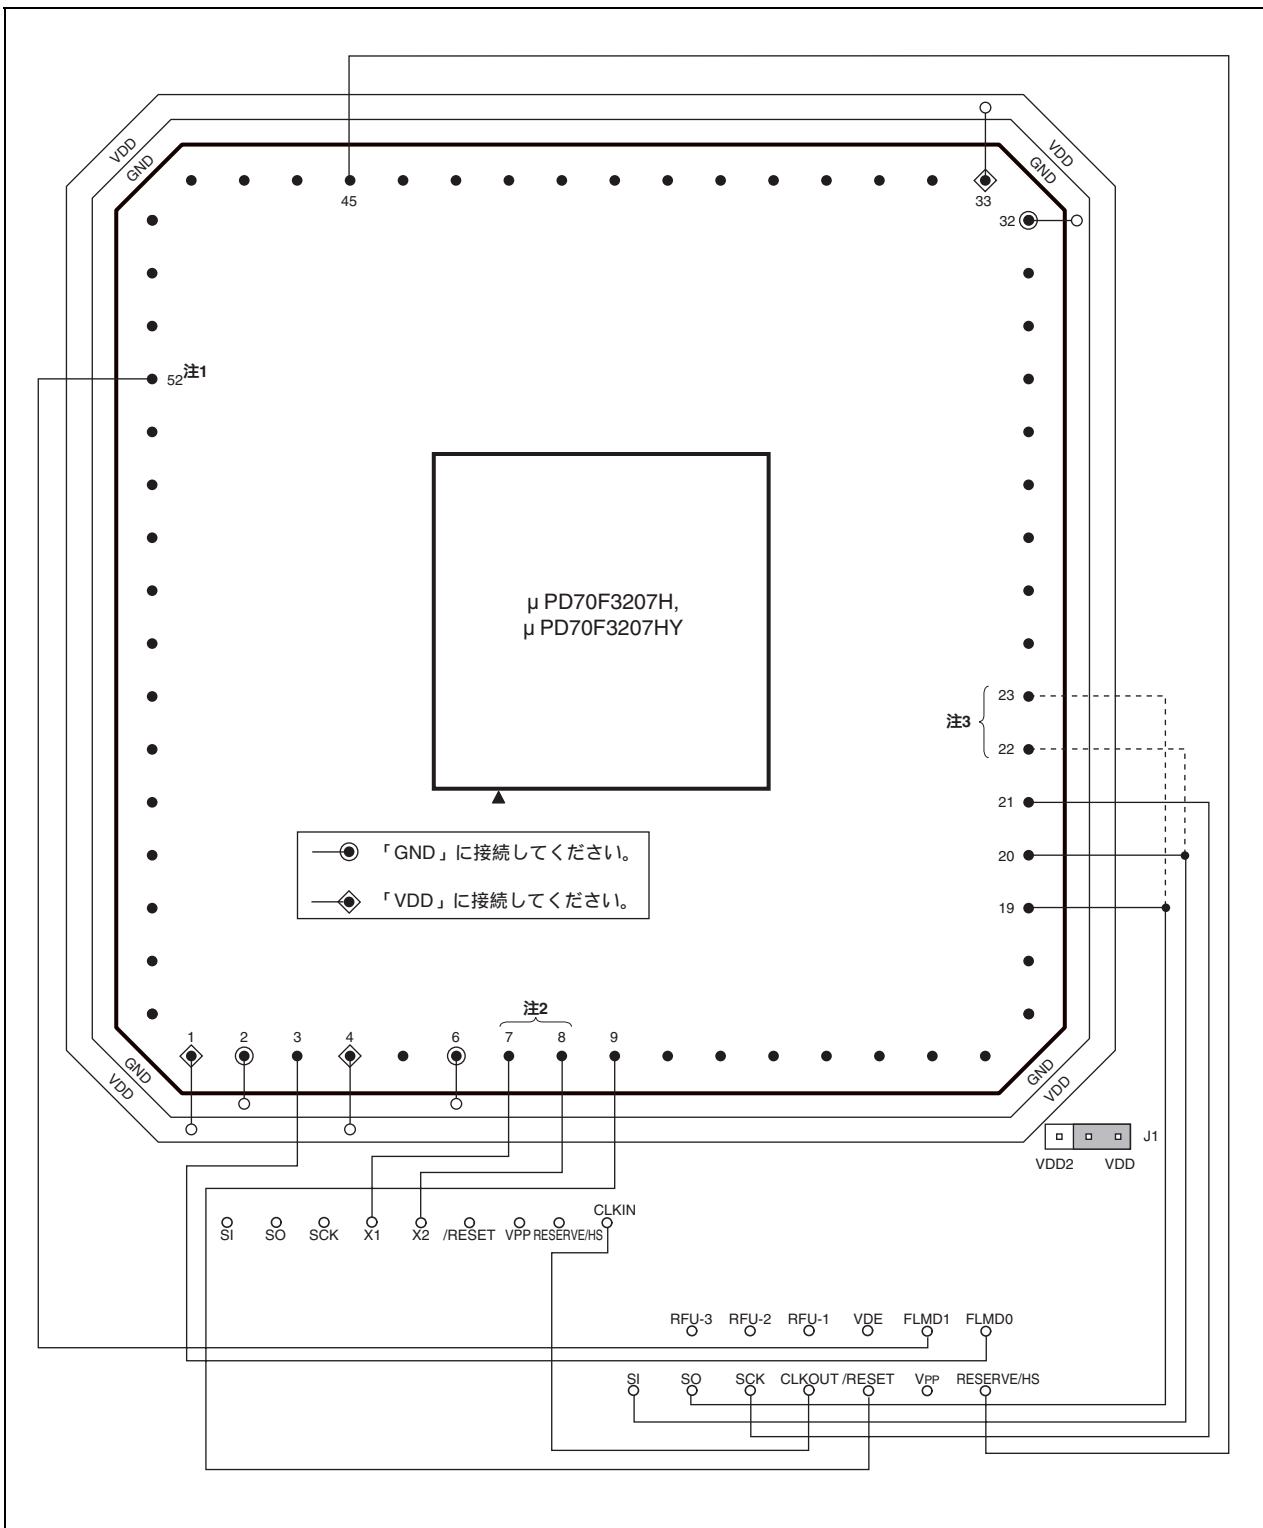 VDD
GND
VDD
GND
45
33
32
52注1
μ PD70F3207H,
μ PD70F3207HY
23
注3
22
21
「GND」に接続してください。
20
「VDD」に接続してください。
19
注2
1 2 3 4 6 7 8 9
GND
VDD
GND
VDD
J1
VDD2 VDD
CLKIN
SI SO SCK X1 X2 /RESET VPP RESERVE/HS
RFU-3 RFU-2 RFU-1 VDE FLMD1 FLMD0
SI SO SCK CLKOUT /RESET VPP RESERVE/HS